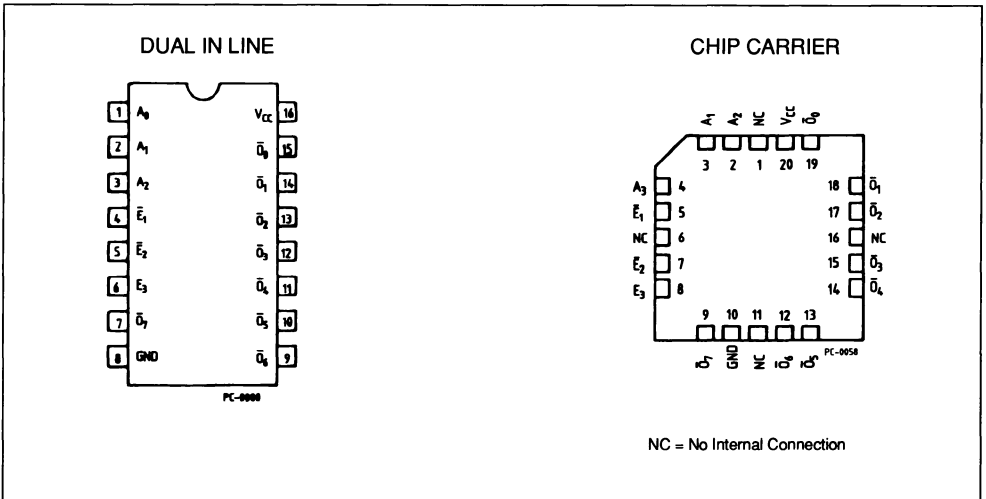 DUAL IN LINE
1 A₀ V_CC 16
2 A₁ Ō₀ 15
3 A₂ Ō₁ 14
4 Ē₁ Ō₂ 13
5 Ē₂ Ō₃ 12
6 E₃ Ō₄ 11
7 Ō₇ Ō₅ 10
8 GND Ō₆ 9
PC-0000
CHIP CARRIER
A₁ A₂ NC V_CC Ō₀
3 2 1 20 19
A₃ 4 18 Ō₁
Ē₁ 5 17 Ō₂
NC 6 16 NC
Ē₂ 7 15 Ō₃
E₃ 8 14 Ō₄
9 10 11 12 13
Ō₇ GND NC Ō₆ Ō₅
PC-0058
NC = No Internal Connection